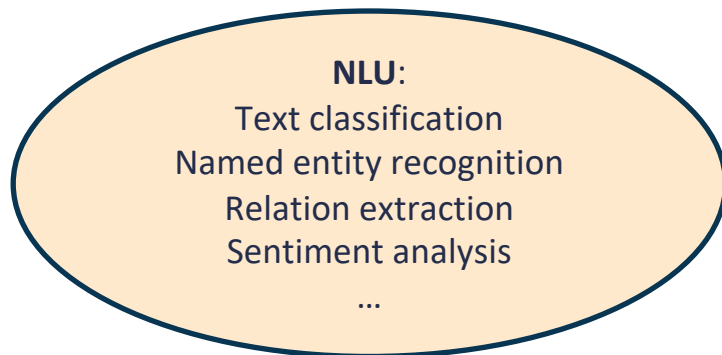 NLU:
Text classification
Named entity recognition
Relation extraction
Sentiment analysis
...